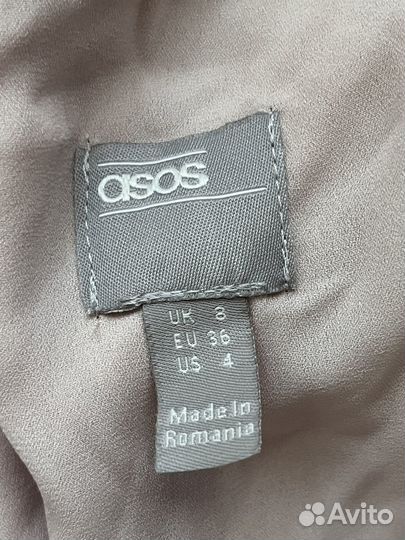 asos
UK 8
EU 36
US 4
Made In
Romania
Avito